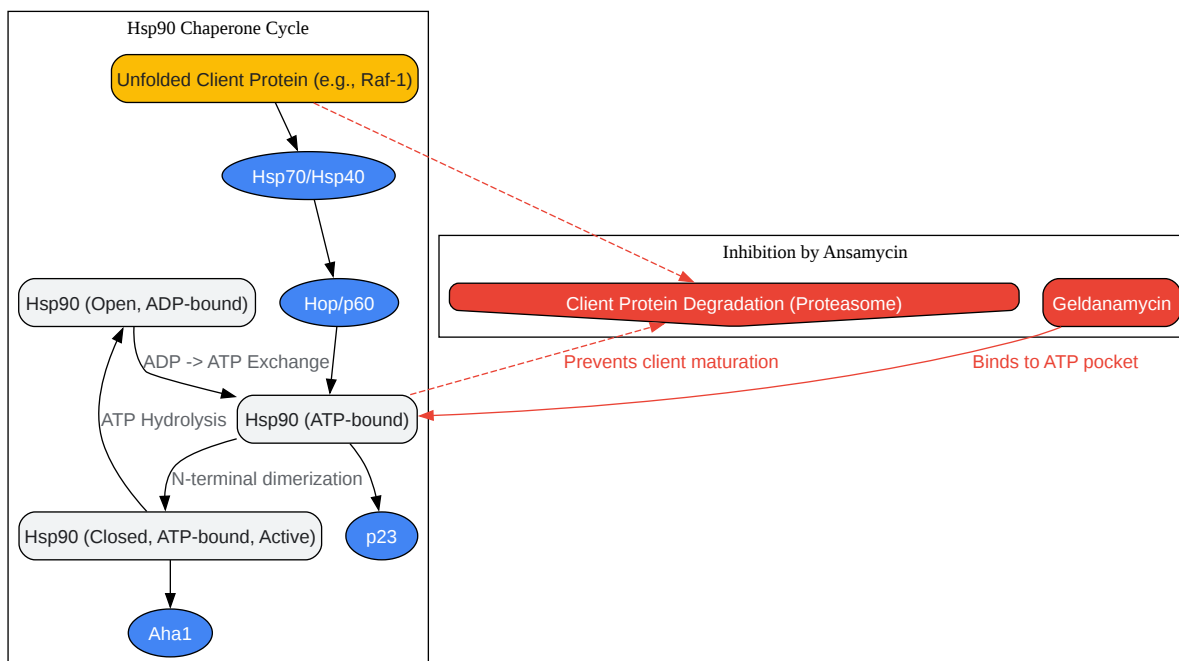 Hsp90 Chaperone Cycle
Unfolded Client Protein (e.g., Raf-1)
Hsp70/Hsp40
Inhibition by Ansamycin
Hsp90 (Open, ADP-bound)
Hop/p60
Client Protein Degradation (Proteasome)
Geldanamycin
ADP -> ATP Exchange
Prevents client maturation
Binds to ATP pocket
ATP Hydrolysis
Hsp90 (ATP-bound)
N-terminal dimerization
Hsp90 (Closed, ATP-bound, Active)
p23
Aha1